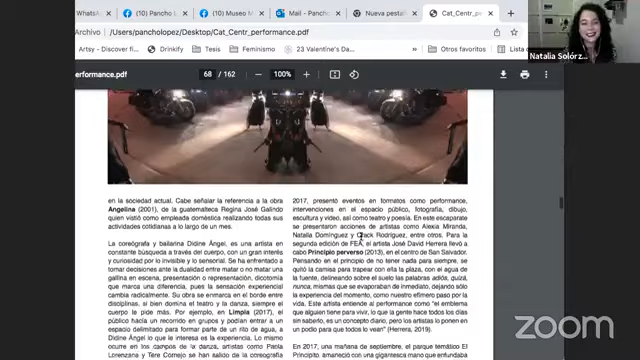 WhatsA
(10) Pancho L
(10) Museo M
Mail - Pancho
Nueva pestañ
Cat_Centr_performance.pdf
Natalia Solórz...
Archivo /Users/pancholopez/Desktop/Cat_Centr_performance.pdf
Artsy - Discover fi... Tech Diseño Feminismo 23 Valentine's Da... » Otros favoritos
erformance.pdf 68 / 162 — 100% +
en la sociedad actual. Cabe señalar la referencia a la obra
Angelina (2001), de la guatemalteca Regina José Galindo
quien vistió como empleada doméstica realizando todas sus
actividades cotidianas a lo largo de un mes.
La coreógrafa y bailarina Didine Ángel, es una artista en
constante búsqueda a través del cuerpo, con un gran interés
y curiosidad por lo invisible y lo sensorial. Se ha enfrentado a
tomar decisiones ante la dualidad entre matar o no matar una
gallina en escena, presentación o representación, dicotomía
que marca una diferencia, pues la sensación experiencial
cambia radicalmente. Su obra se enmarca en el borde entre
disciplinas, si bien domina el teatro y la danza, siempre el
cuerpo le pide más. Por ejemplo, en Limpia (2017), el
público hacía un recorrido en grupos y podían entrar a un
espacio delimitado para formar parte de un rito de agua, a
Didine Ángel lo que le interesa es la experiencia. Lo mismo
ocurre en los campos de la danza, artistas como Paola
Lorenzana y Tere Cornejo se han salido de la coreografía
2017, presentó eventos en formatos como performance,
intervenciones en el espacio público, fotografía, dibujo,
escultura y video, así como teatro y poesía. En este escaparate
se presentaron acciones de artistas como Alexia Miranda,
Natalia Domínguez y Crack Rodríguez, entre otros. Para la
segunda edición de FEA, el artista José David Herrera llevó a
cabo Principio perverso (2013), en el centro de San Salvador.
Pensando en el principio de no tener nada para siempre, se
quitó la camisa para trapear con ella la plaza, con el agua de
la fuente, delineando sobre el suelo las palabras adiós, quizá,
nunca, mismas que se evaporaban de inmediato, dejando sólo
la experiencia del momento, como nuestro efímero paso por la
vida. Este artista entiende al performance como "el emblema
que alguien tiene para vivir, lo que la gente hace todos los días
sin saberlo, es un concepto diario, pero los artistas lo ponen en
un podio para que todos lo vean" (Herrera, 2019).
En 2017, una mañana de septiembre, el parque temático El
Principito, amaneció con una gigantesca mano que enfundaba
zoom